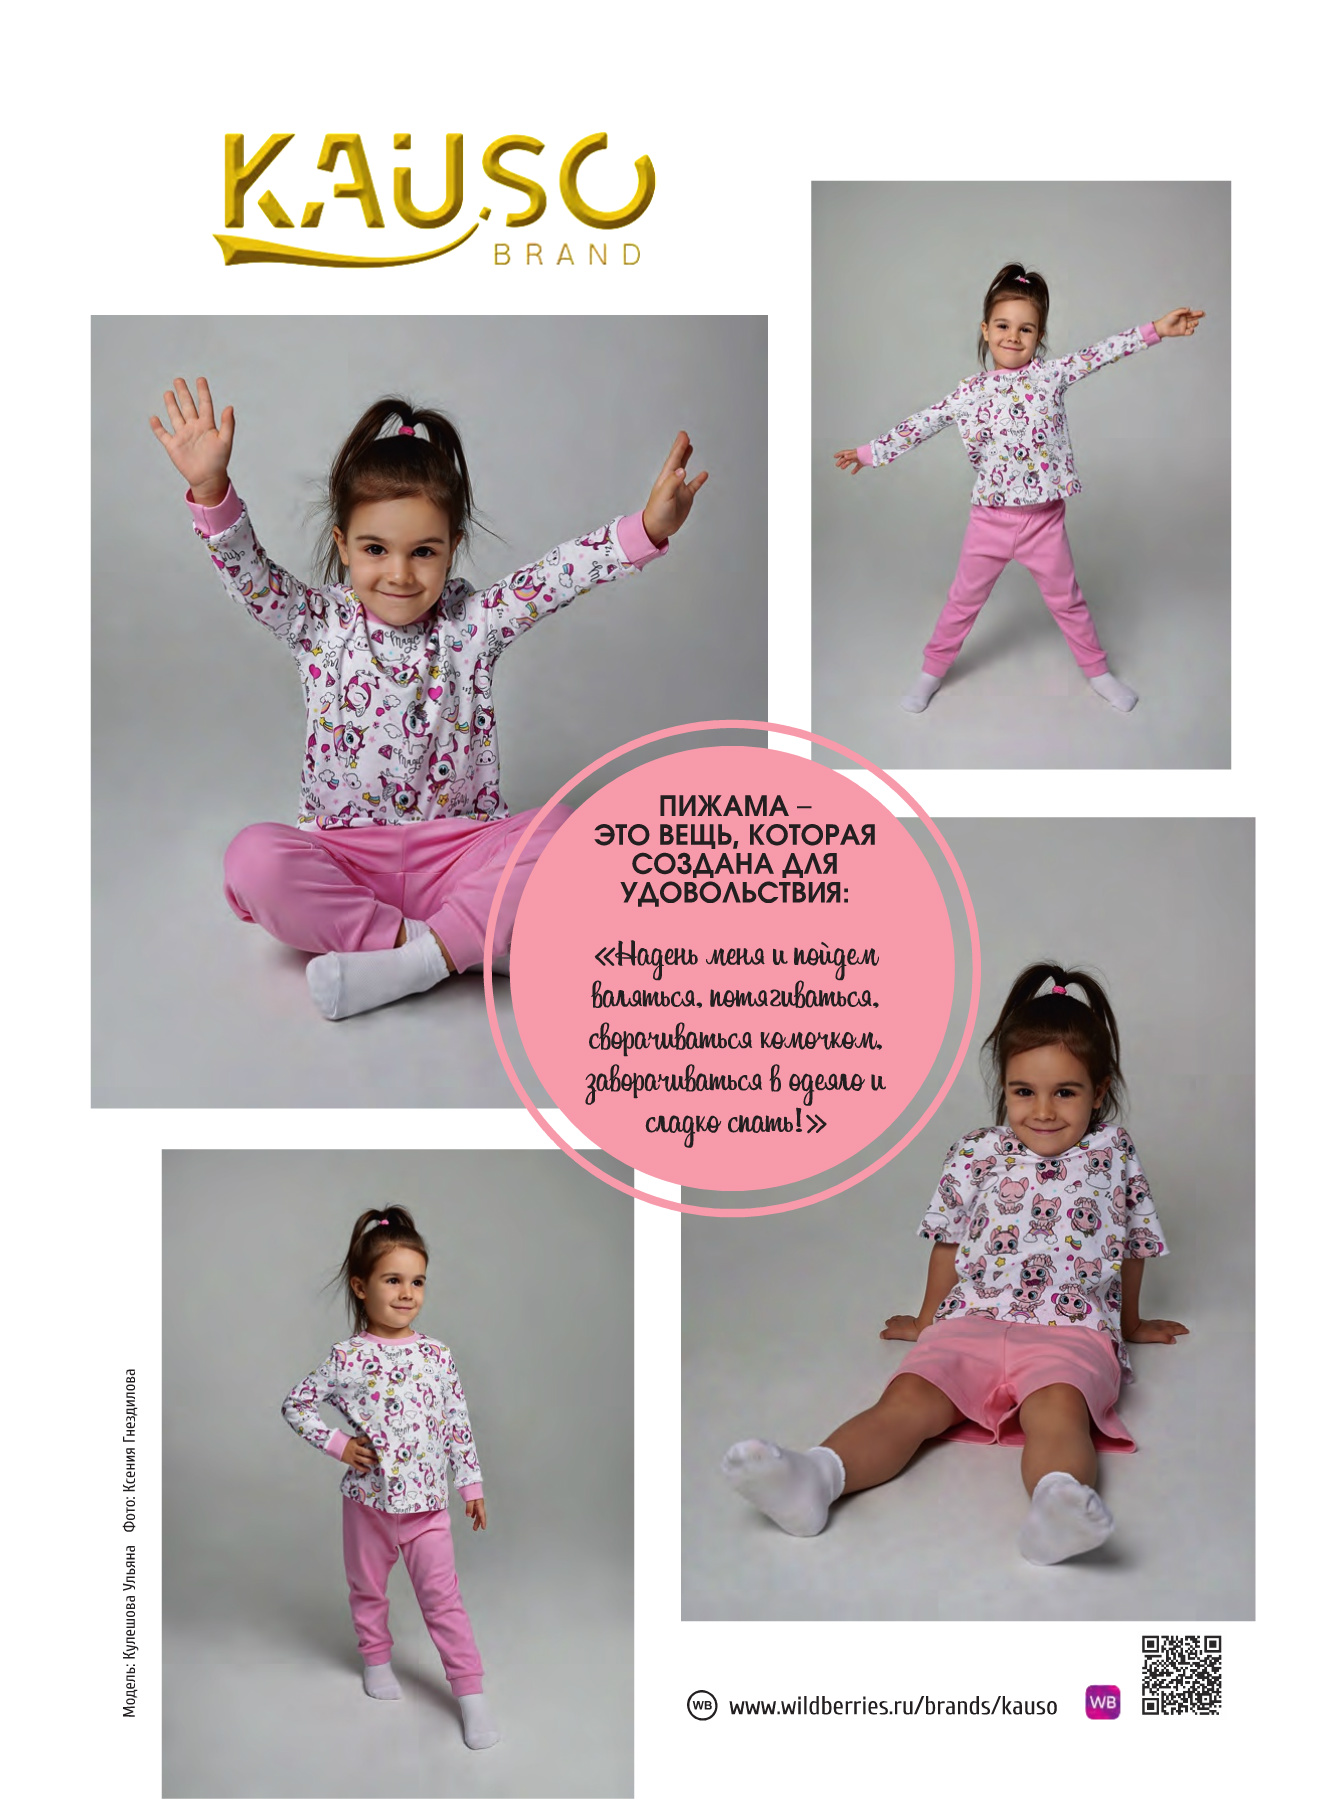 KAUSO
BRAND
ПИЖАМА –
ЭТО ВЕЩЬ, КОТОРАЯ
СОЗДАНА ДЛЯ
УДОВОЛЬСТВИЯ:
«Надень меня и пойдем
валяться, потягиваться,
сворачиваться комочком,
заворачиваться в одеяло и
сладко спать!»
Модель: Кулешова Ульяна Фото: Ксения Гнездилова
WB www.wildberries.ru/brands/kauso WB